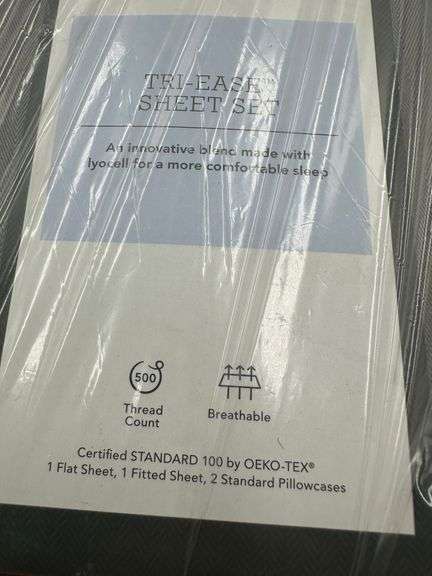 TRI-EASE™
SHEET SET
An innovative blend made with
lyocell for a more comfortable sleep
500
Thread
Count
Breathable
Certified STANDARD 100 by OEKO-TEX®
1 Flat Sheet, 1 Fitted Sheet, 2 Standard Pillowcases